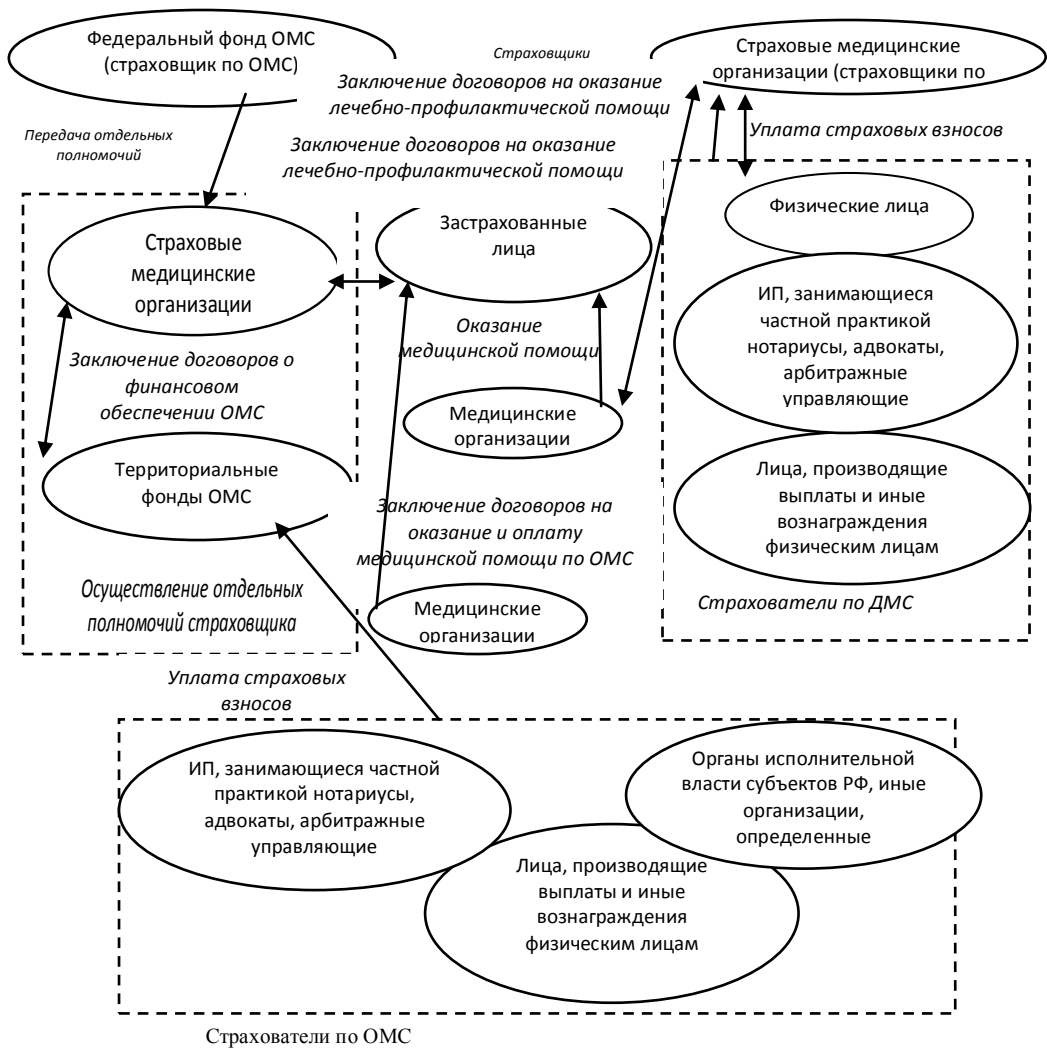 Федеральный фонд ОМС
(страховщик по ОМС)
Страховщики
Страховые медицинские
организации (страховщики по
Заключение договоров на оказание
лечебно-профилактической помощи
Передача отдельных
полномочий
Заключение договоров на оказание
лечебно-профилактической помощи
Уплата страховых взносов
Страховые
медицинские
организации
Застрахованные
лица
Физические лица
ИП, занимающиеся
частной практикой
нотариусы, адвокаты,
арбитражные
управляющие
Оказание
медицинской помощи
Заключение договоров о
финансовом
обеспечении ОМС
Медицинские
организации
Территориальные
фонды ОМС
Лица, производящие
выплаты и иные
вознаграждения
физическим лицам
Заключение договоров на
оказание и оплату
медицинской помощи по ОМС
Осуществление отдельных
полномочий страховщика
Медицинские
организации
Страхователи по ДМС
Уплата страховых
взносов
ИП, занимающиеся частной
практикой нотариусы,
адвокаты, арбитражные
управляющие
Органы исполнительной
власти субъектов РФ, иные
организации,
определенные
Лица, производящие
выплаты и иные
вознаграждения
физическим лицам
Страхователи по ОМС